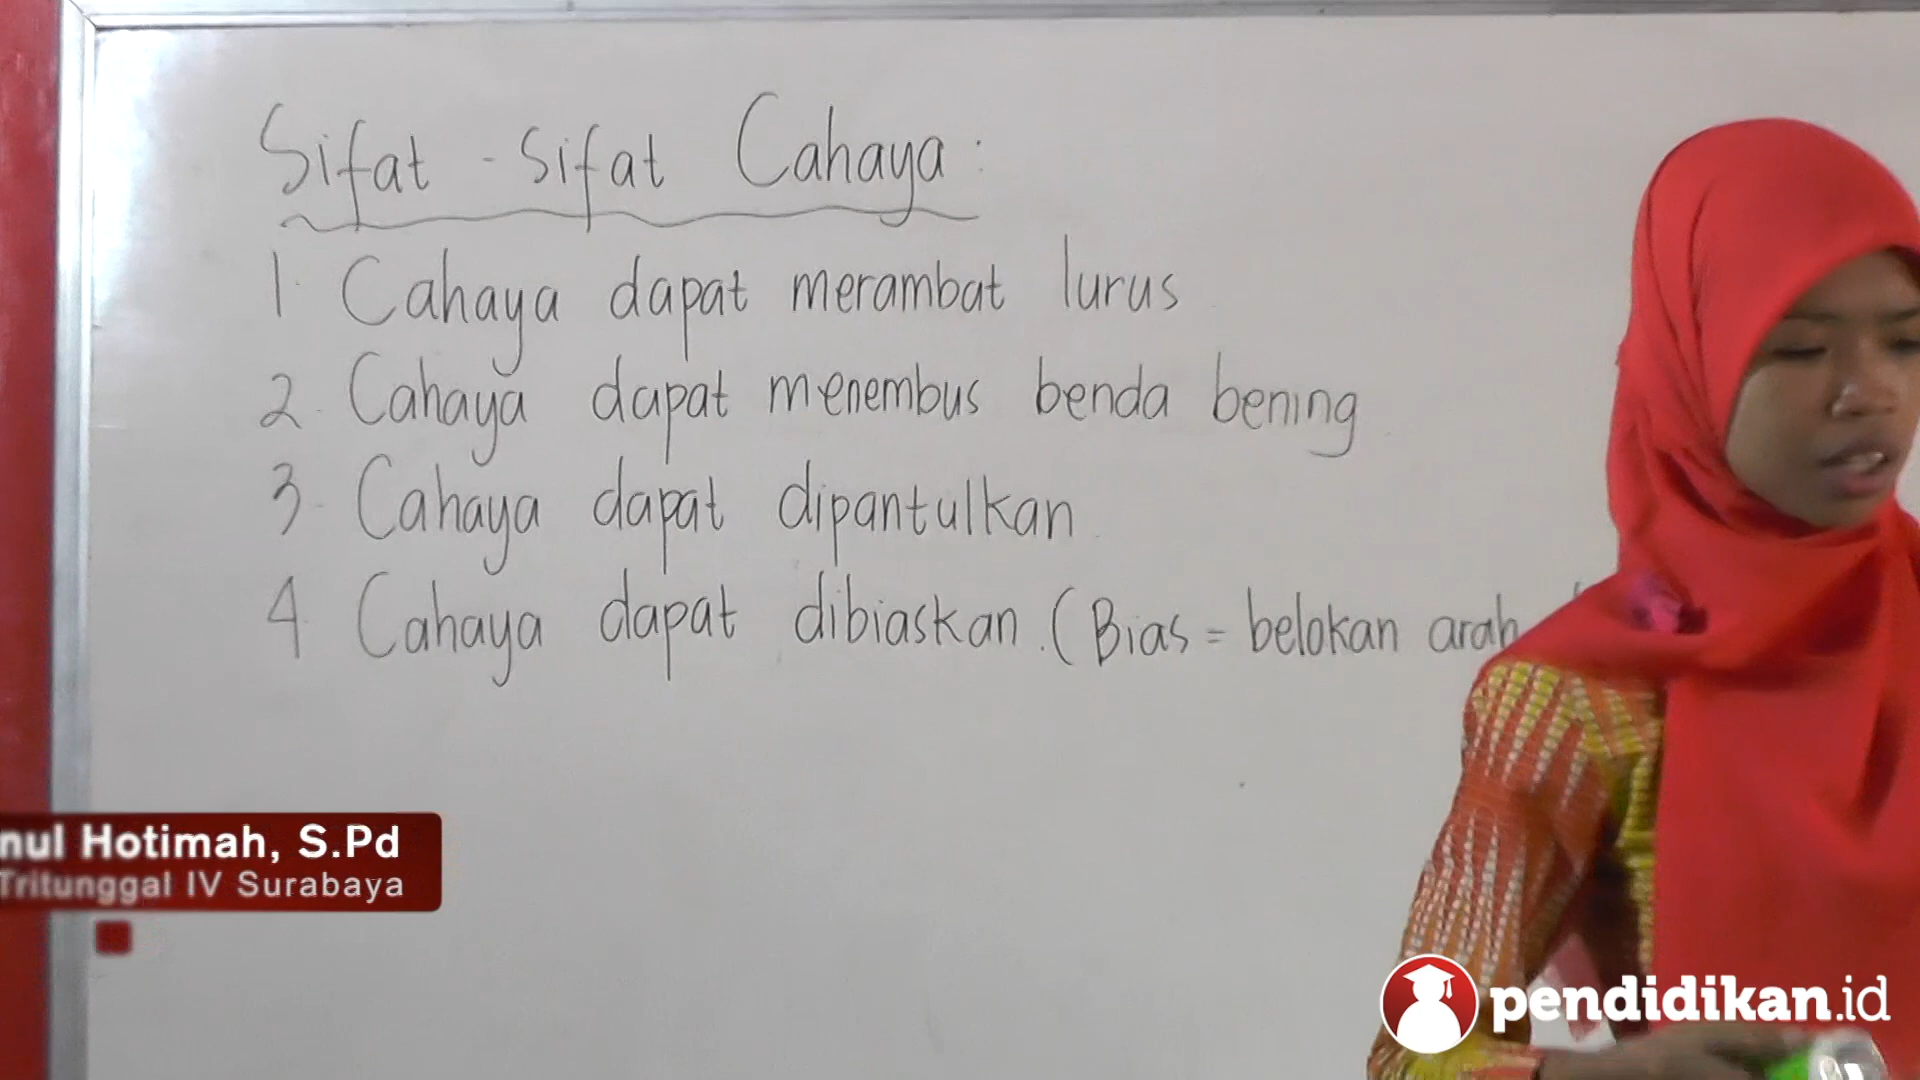 Sifat - Sifat Cahaya :
1. Cahaya dapat merambat lurus
2. Cahaya dapat menembus benda bening
3. Cahaya dapat dipantulkan
4. Cahaya dapat dibiaskan. (Bias = belokan arah
nul Hotimah, S.Pd
Tritunggal IV Surabaya
pendidikan.id